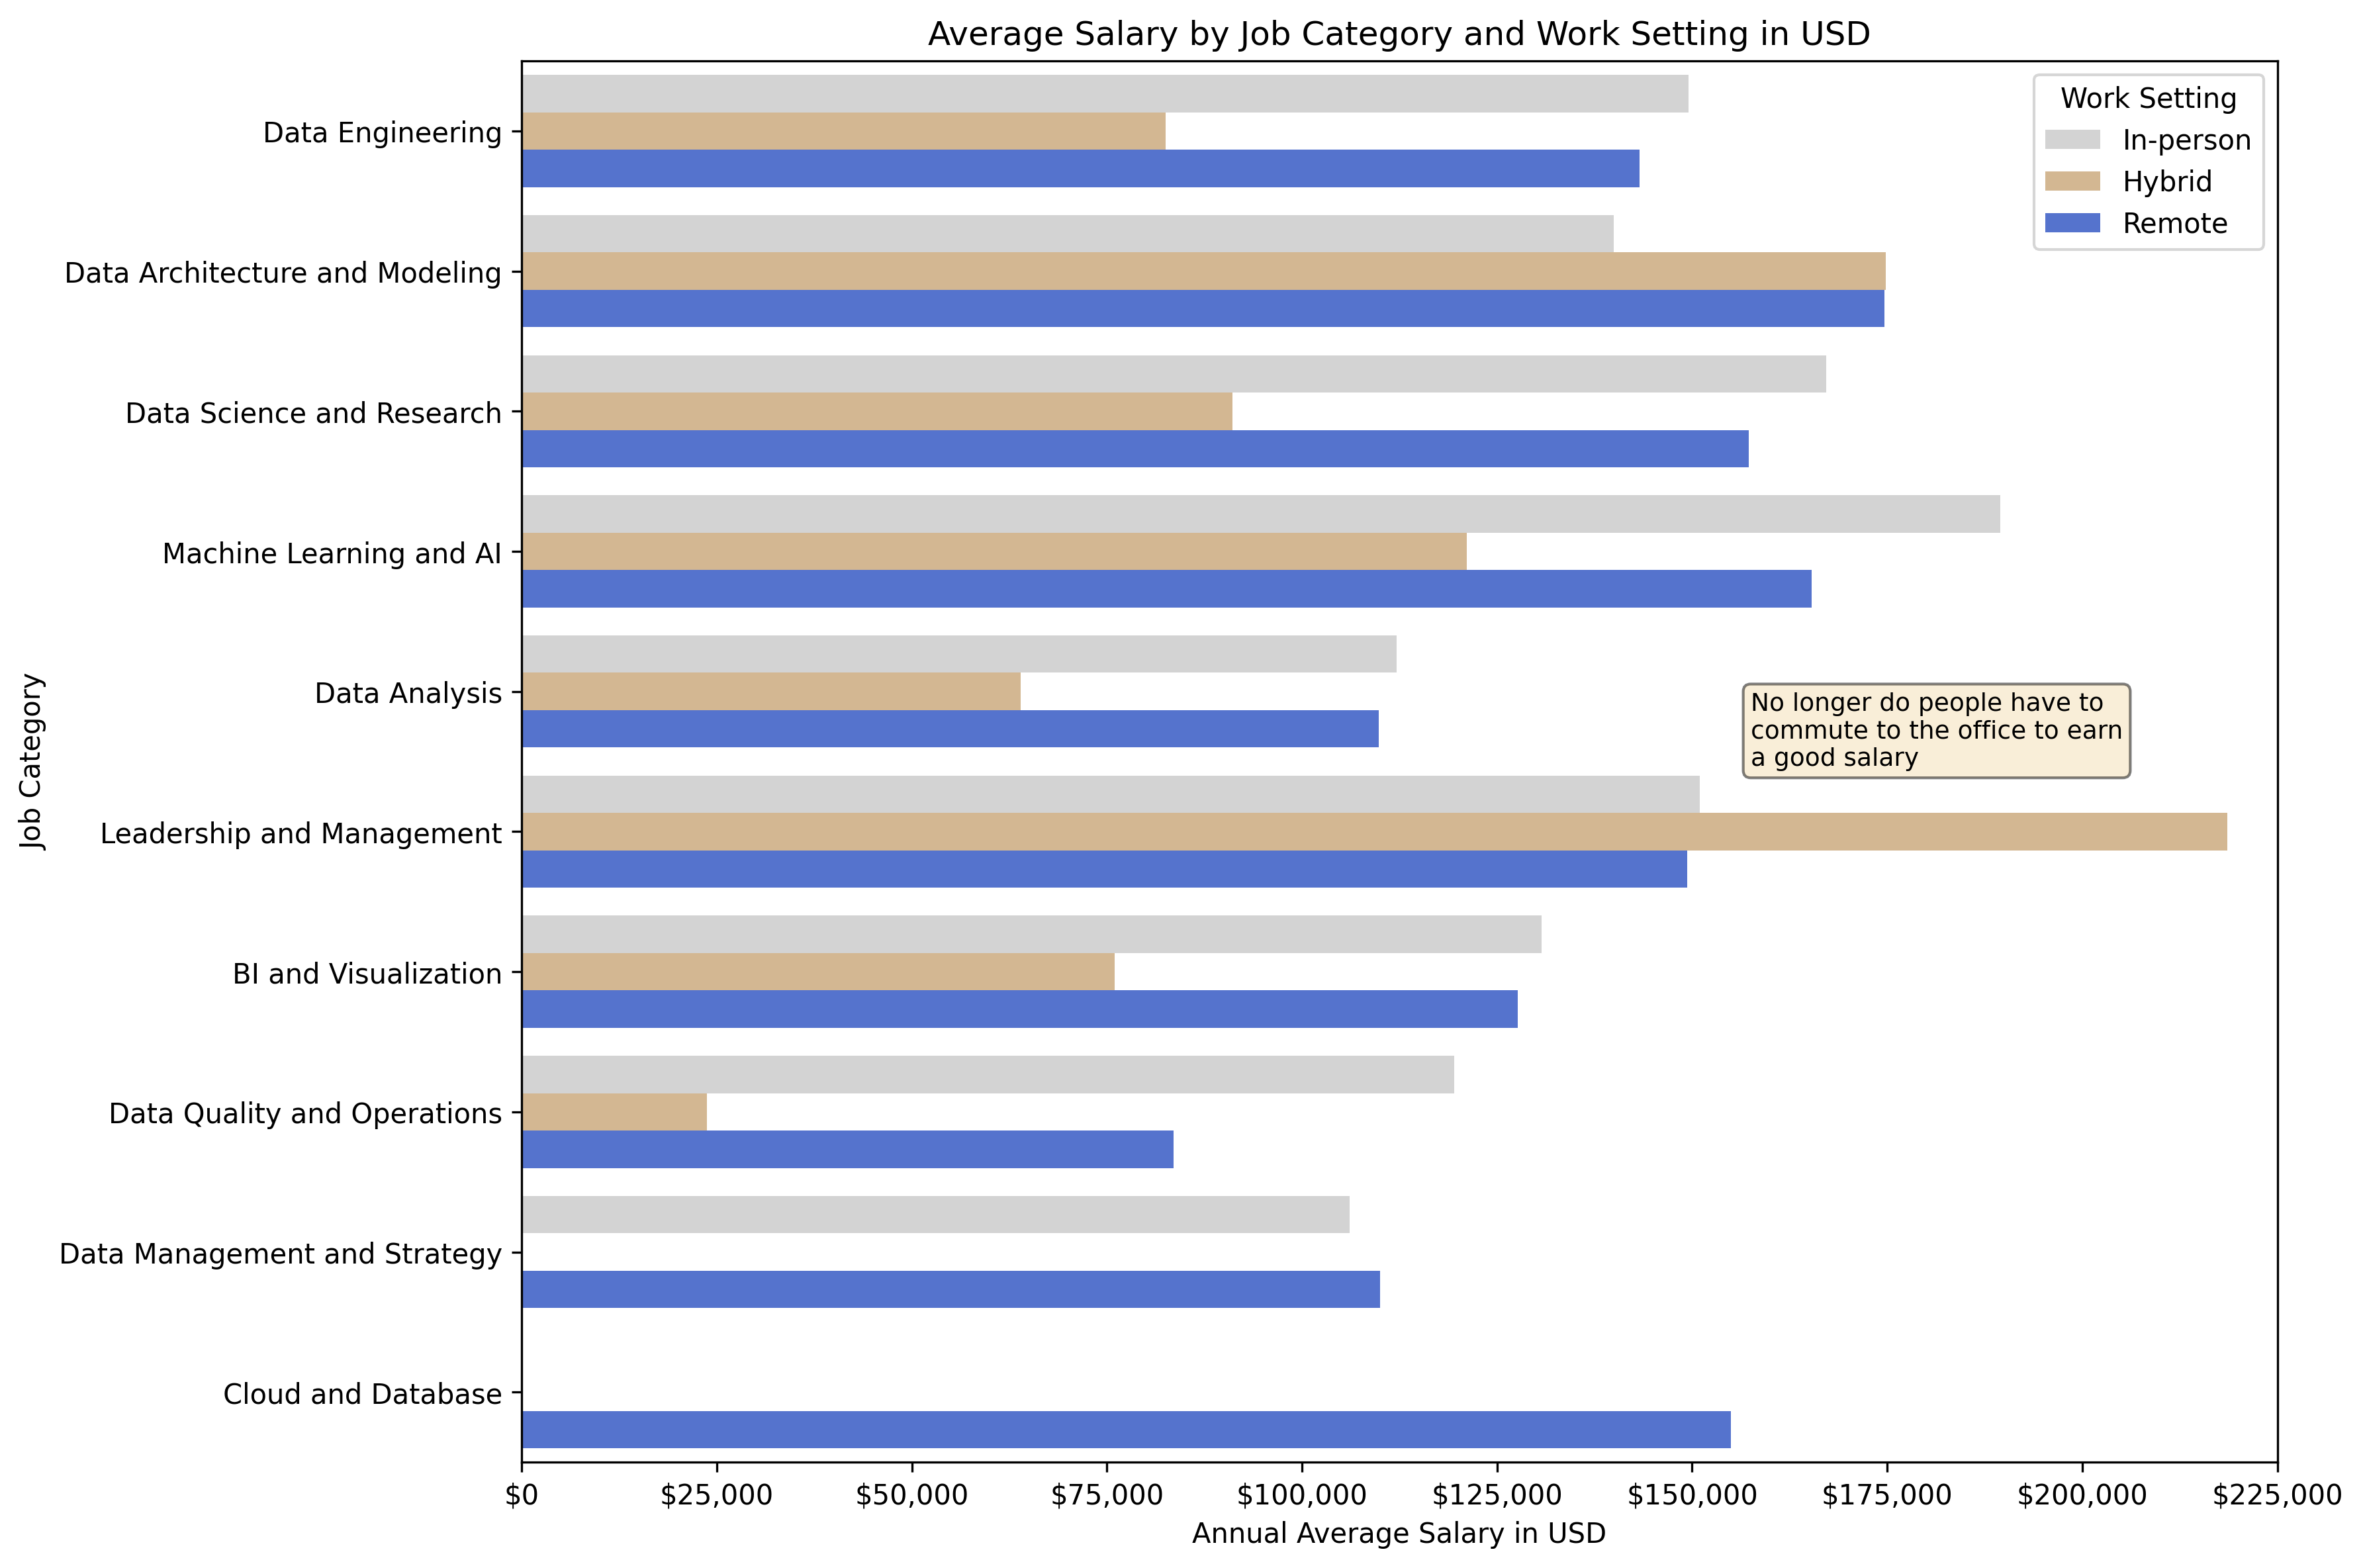 Average Salary by Job Category and Work Setting in USD
Work Setting
In-person
Hybrid
Remote
Job Category
Data Engineering
Data Architecture and Modeling
Data Science and Research
Machine Learning and AI
Data Analysis
Leadership and Management
BI and Visualization
Data Quality and Operations
Data Management and Strategy
Cloud and Database
No longer do people have to
commute to the office to earn
a good salary
$0 $25,000 $50,000 $75,000 $100,000 $125,000 $150,000 $175,000 $200,000 $225,000
Annual Average Salary in USD